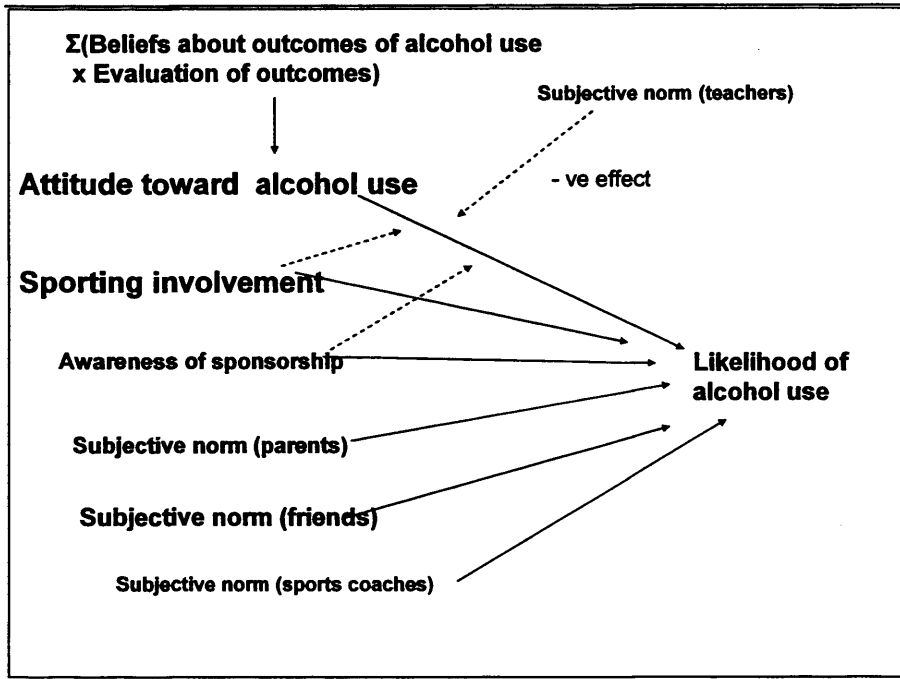 Σ(Beliefs about outcomes of alcohol use
x Evaluation of outcomes)
Subjective norm (teachers)
Attitude toward alcohol use
- ve effect
Sporting involvement
Awareness of sponsorship
Likelihood of
alcohol use
Subjective norm (parents)
Subjective norm (friends)
Subjective norm (sports coaches)